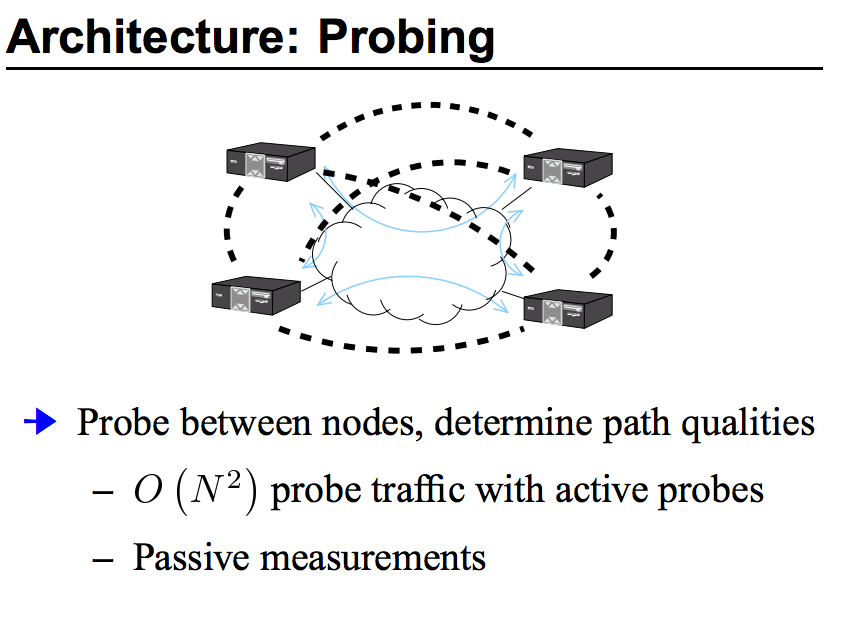 Architecture: Probing
Probe between nodes, determine path qualities
– O (N²) probe traffic with active probes
– Passive measurements